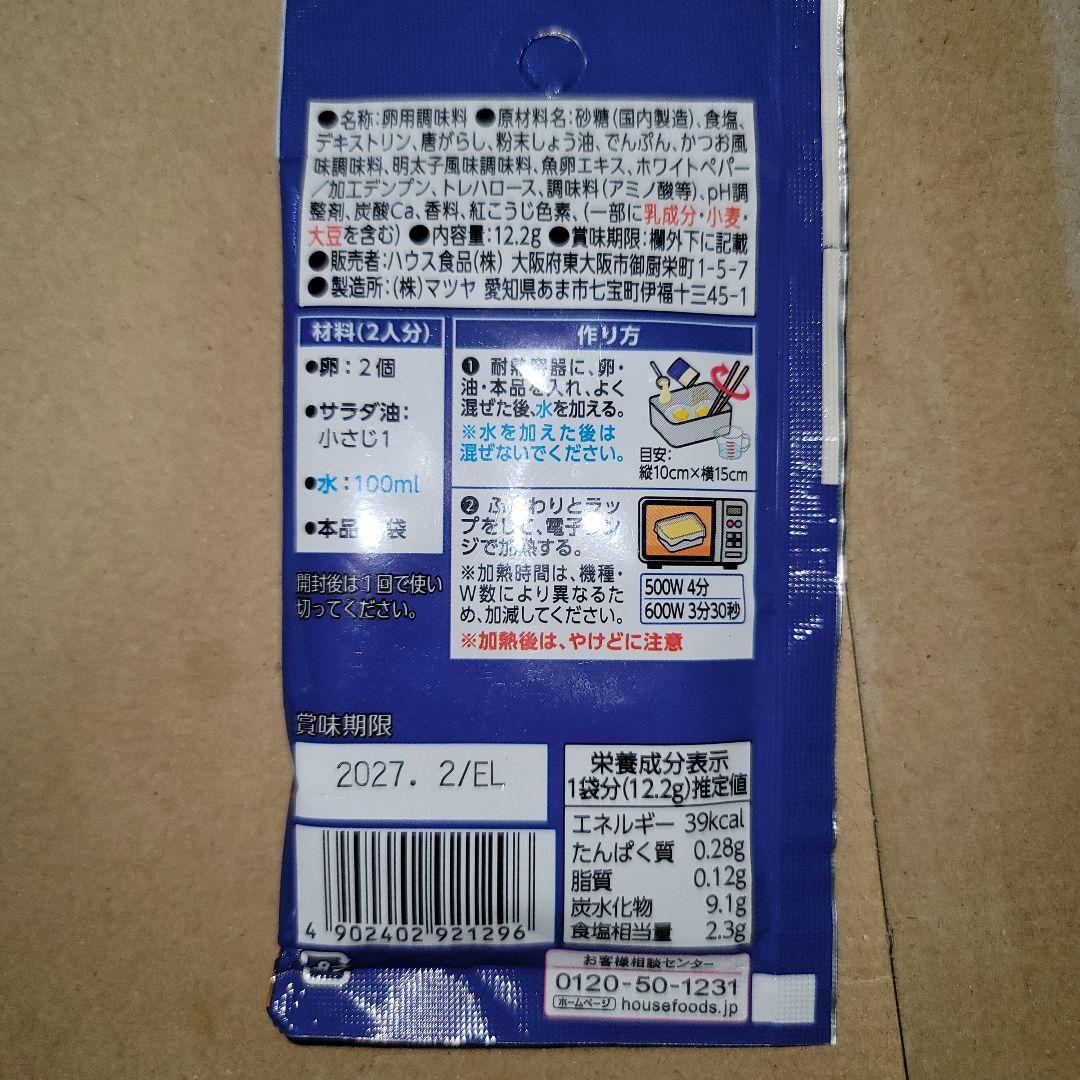 ●名称:卵用調味料 ●原材料名:砂糖(国内製造)、食塩、
デキストリン、唐がらし、粉末しょう油、でんぷん、かつお風
味調味料、明太子風味調味料、魚卵エキス、ホワイトペパー
/加工デンプン、トレハロース、調味料(アミノ酸等)、pH調
整剤、炭酸Ca、香料、紅こうじ色素、(一部に乳成分・小麦・
大豆を含む) ●内容量:12.2g ●賞味期限:欄外下に記載
●販売者:ハウス食品(株) 大阪府東大阪市御厨栄町1-5-7
●製造所:(株)マツヤ 愛知県あま市七宝町伊福十三45-1
材料(2人分)
●卵:2個
●サラダ油:
小さじ1
●水:100ml
●本品 袋
開封後は1回で使い
切ってください。
作り方
❶ 耐熱容器に、卵・
油・本品を入れ、よく
混ぜた後、水を加える。
※水を加えた後は
混ぜないでください。
目安:
縦10cm×横15cm
❷ ふんわりとラッ
プをして、電子レン
ジで加熱する。
※加熱時間は、機種・
W数により異なるた
め、加減してください。
500W 4分
600W 3分30秒
※加熱後は、やけどに注意
賞味期限
2027. 2/EL
4 902402 921296
栄養成分表示
1袋分(12.2g)推定値
エネルギー 39kcal
たんぱく質 0.28g
脂質 0.12g
炭水化物 9.1g
食塩相当量 2.3g
お客様相談センター
0120-50-1231
ホームページ housefoods.jp